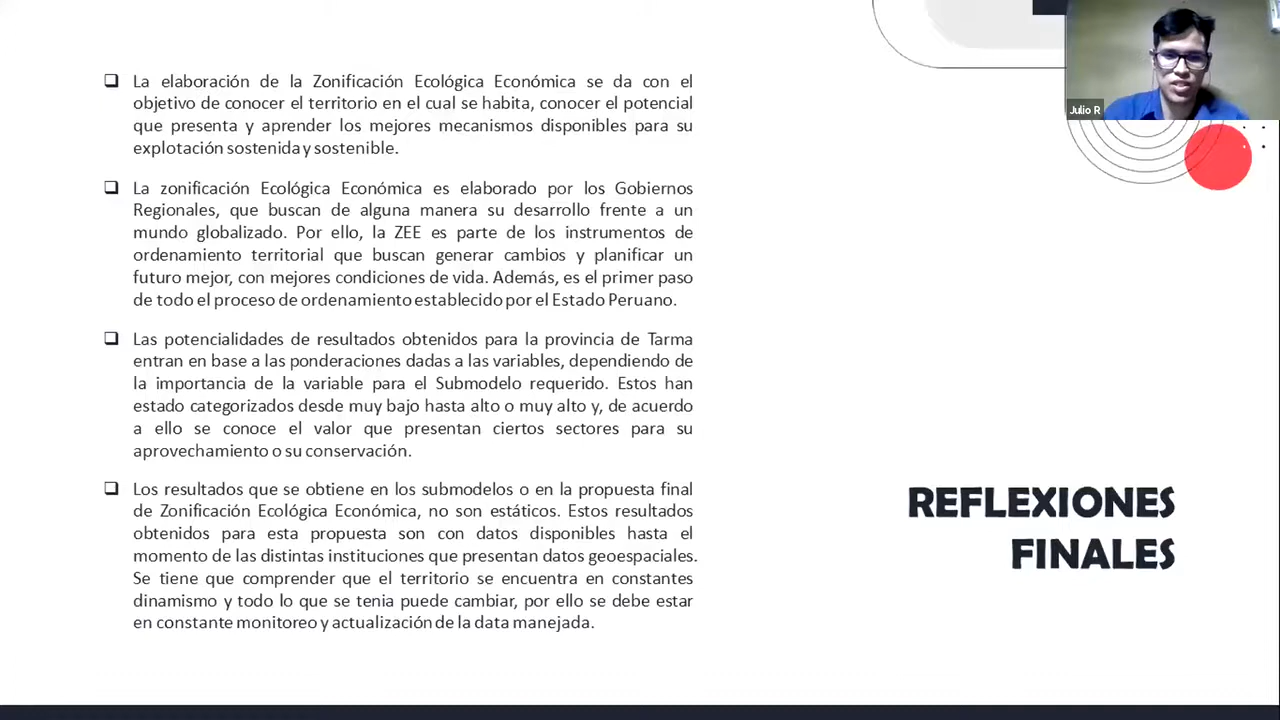 La elaboración de la Zonificación Ecológica Económica se da con el
objetivo de conocer el territorio en el cual se habita, conocer el potencial
que presenta y aprender los mejores mecanismos disponibles para su
explotación sostenida y sostenible.
La zonificación Ecológica Económica es elaborado por los Gobiernos
Regionales, que buscan de alguna manera su desarrollo frente a un
mundo globalizado. Por ello, la ZEE es parte de los instrumentos de
ordenamiento territorial que buscan generar cambios y planificar un
futuro mejor, con mejores condiciones de vida. Además, es el primer paso
de todo el proceso de ordenamiento establecido por el Estado Peruano.
Las potencialidades de resultados obtenidos para la provincia de Tarma
entran en base a las ponderaciones dadas a las variables, dependiendo de
la importancia de la variable para el Submodelo requerido. Estos han
estado categorizados desde muy bajo hasta alto o muy alto y, de acuerdo
a ello se conoce el valor que presentan ciertos sectores para su
aprovechamiento o su conservación.
Los resultados que se obtiene en los submodelos o en la propuesta final
de Zonificación Ecológica Económica, no son estáticos. Estos resultados
obtenidos para esta propuesta son con datos disponibles hasta el
momento de las distintas instituciones que presentan datos geoespaciales.
Se tiene que comprender que el territorio se encuentra en constantes
dinamismo y todo lo que se tenia puede cambiar, por ello se debe estar
en constante monitoreo y actualización de la data manejada.
REFLEXIONES
FINALES
Julio R